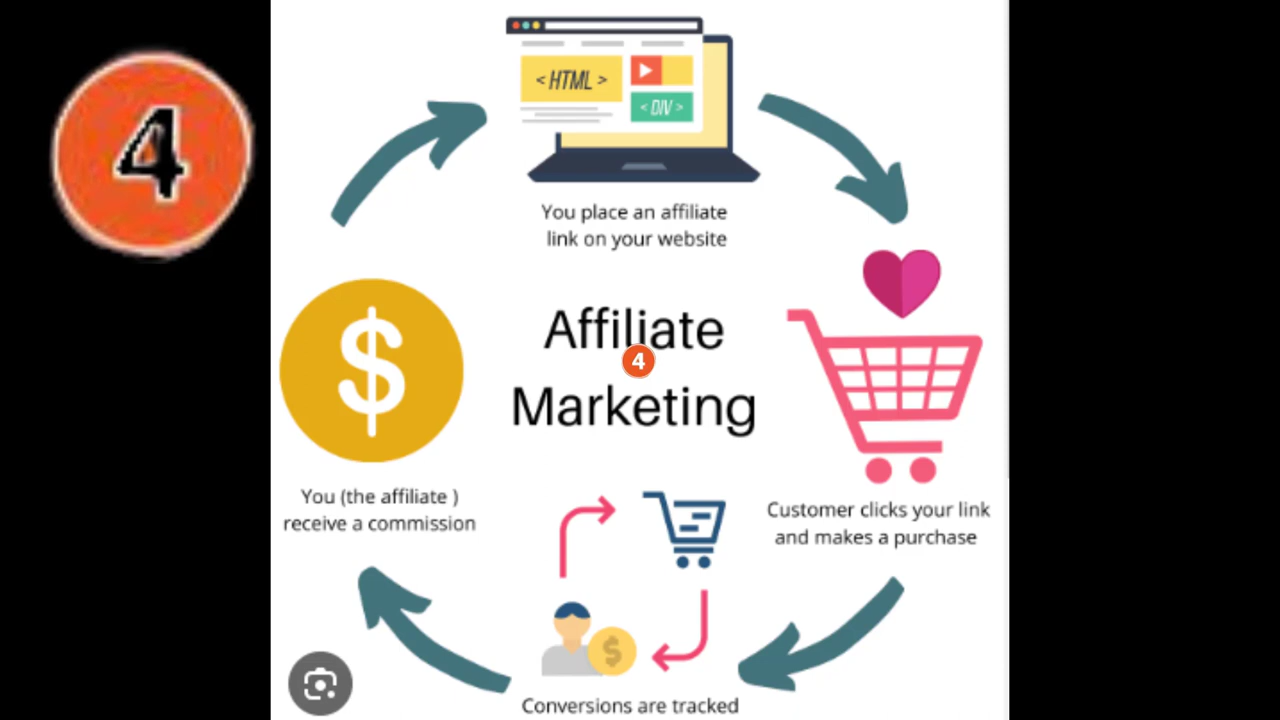 4
< HTML >
< DIV >
You place an affiliate
link on your website
Affiliate
4
Marketing
$
You (the affiliate )
receive a commission
Customer clicks your link
and makes a purchase
$
Conversions are tracked